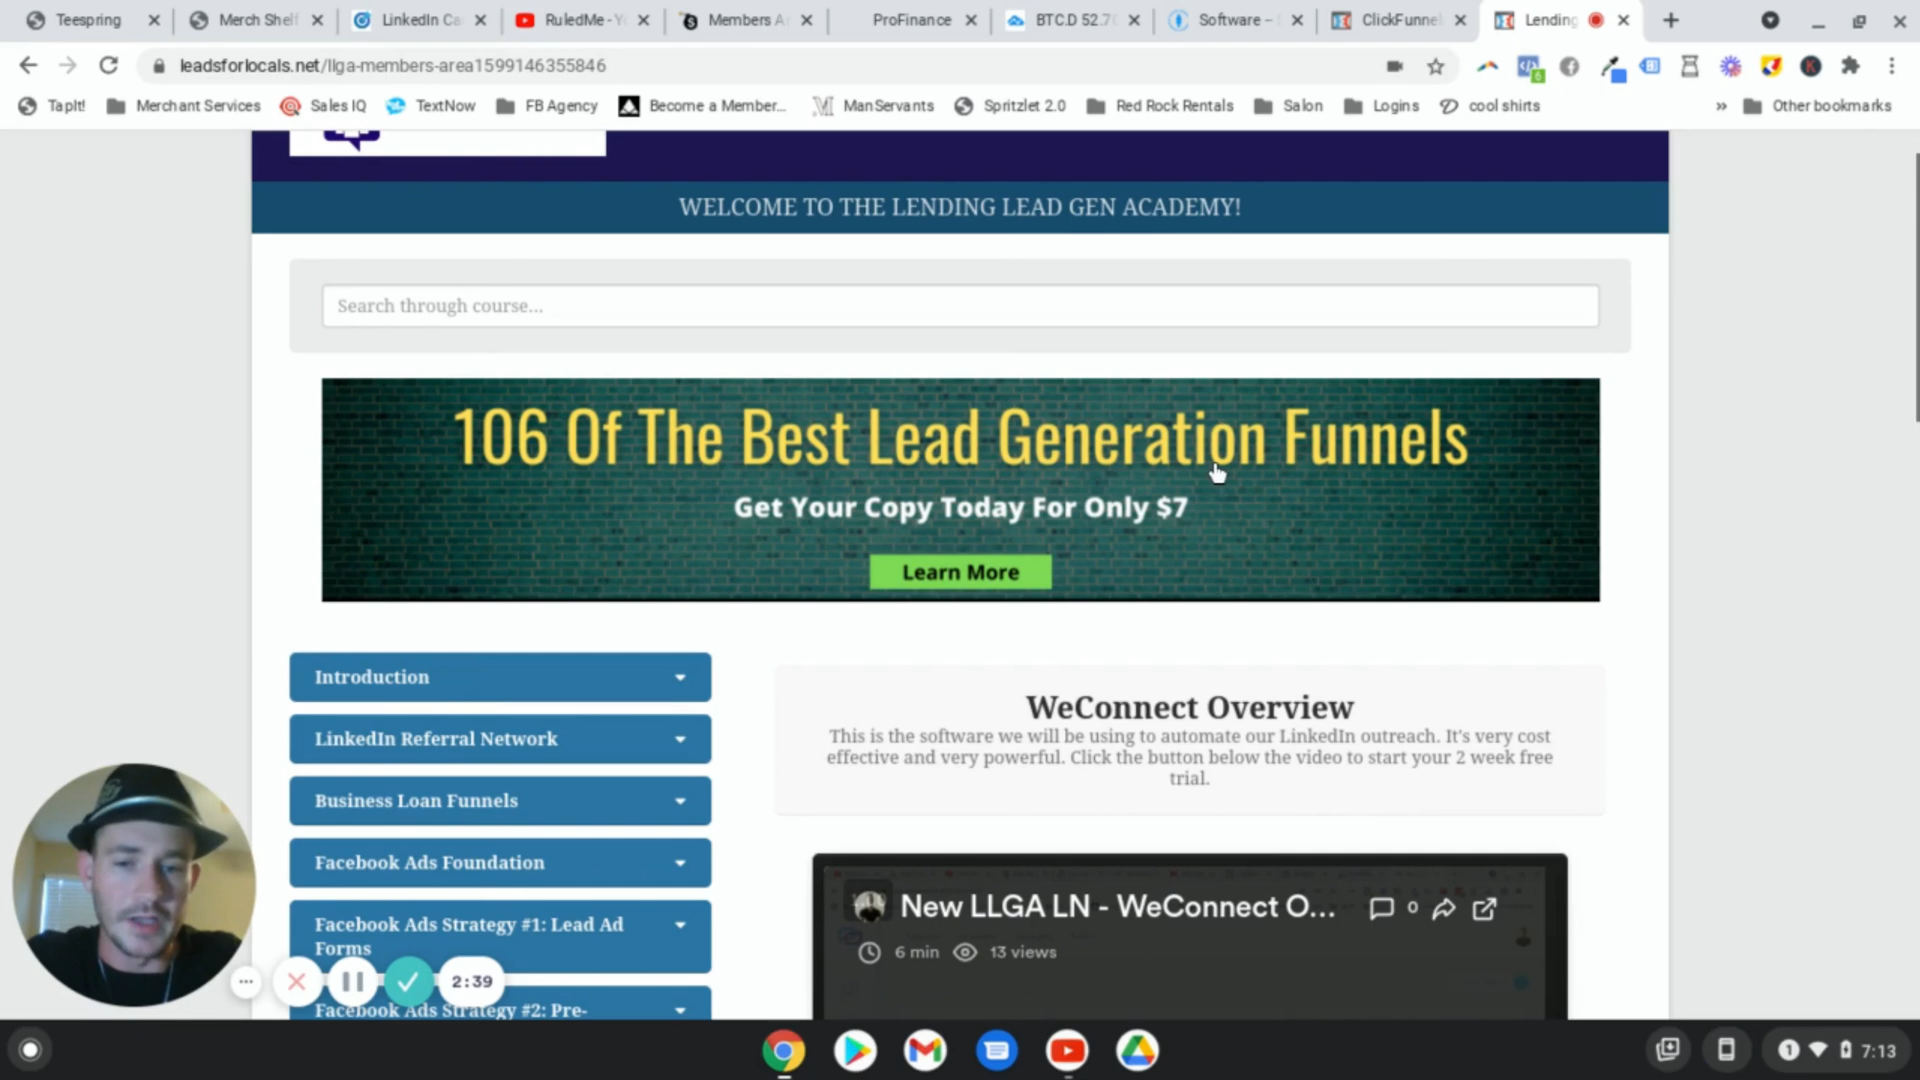 Teespring
Merch Shelf
LinkedIn Ca
RuledMe - Y
Members A
ProFinance
BTC.D 52.7
Software –
ClickFunnel
Lending
leadsforlocals.net/llga-members-area1599146355846
6
TapIt!
Merchant Services
Sales IQ
TextNow
FB Agency
Become a Member...
ManServants
Spritzlet 2.0
Red Rock Rentals
Salon
Logins
cool shirts
»
Other bookmarks
WELCOME TO THE LENDING LEAD GEN ACADEMY!
Search through course...
106 Of The Best Lead Generation Funnels
Get Your Copy Today For Only $7
Learn More
Introduction
LinkedIn Referral Network
Business Loan Funnels
Facebook Ads Foundation
Facebook Ads Strategy #1: Lead Ad
Forms
Facebook Ads Strategy #2: Pre-
WeConnect Overview
This is the software we will be using to automate our LinkedIn outreach. It's very cost
effective and very powerful. Click the button below the video to start your 2 week free
trial.
New LLGA LN - WeConnect O...
0
6 min
13 views
2:39
1
7:13